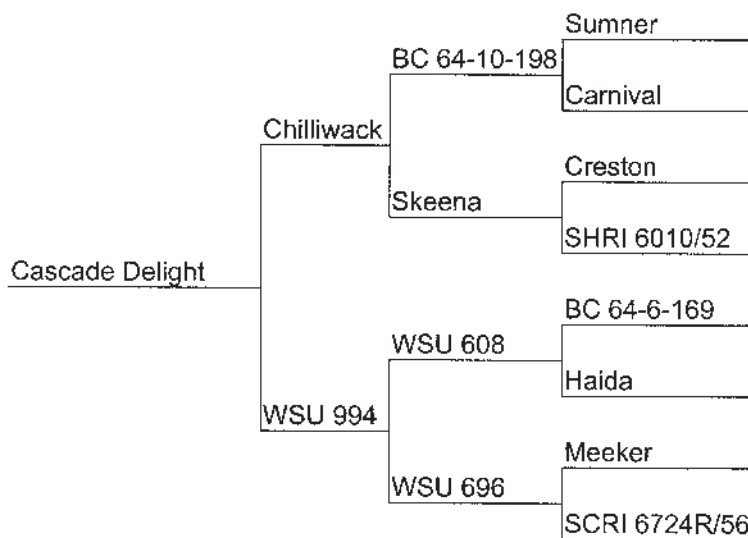 Sumner
BC 64-10-198
Carnival
Chilliwack
Creston
Skeena
SHRI 6010/52
Cascade Delight
BC 64-6-169
WSU 608
Haida
WSU 994
Meeker
WSU 696
SCRI 6724R/56